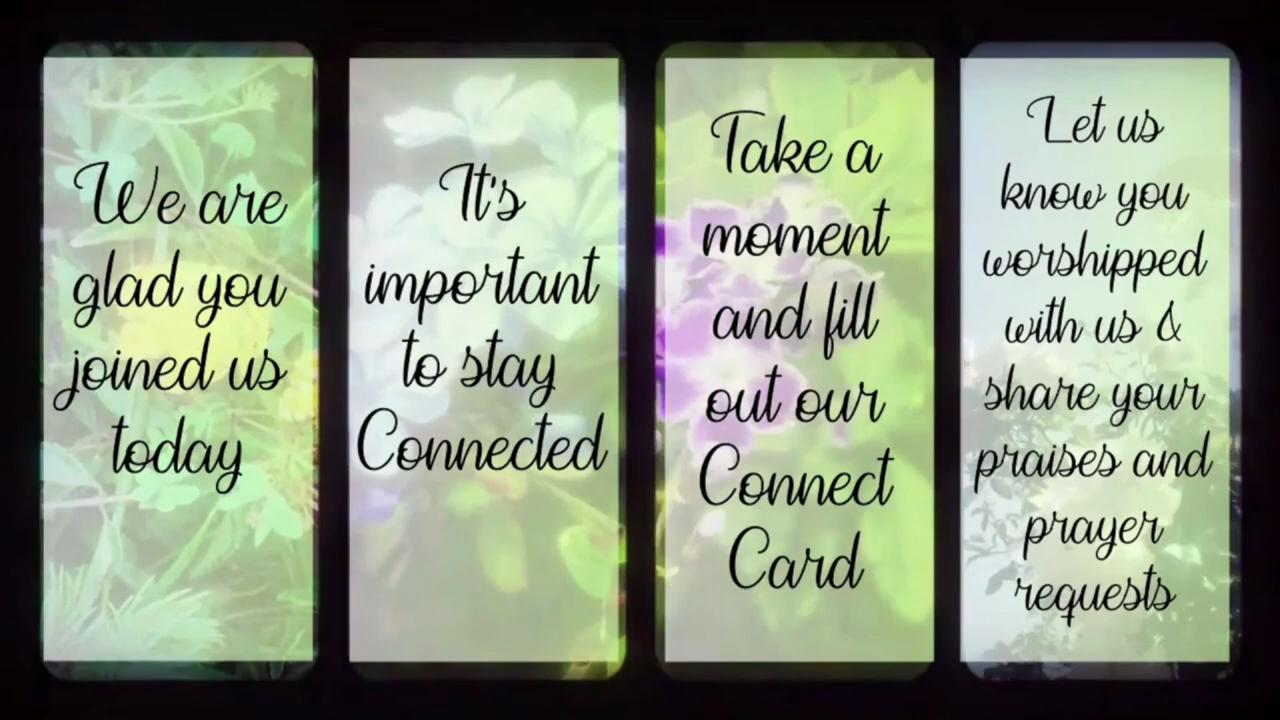 We are
glad you
joined us
today
It's
important
to stay
Connected
Take a
moment
and fill
out our
Connect
Card
Let us
know you
worshipped
with us &
share your
praises and
prayer
requests